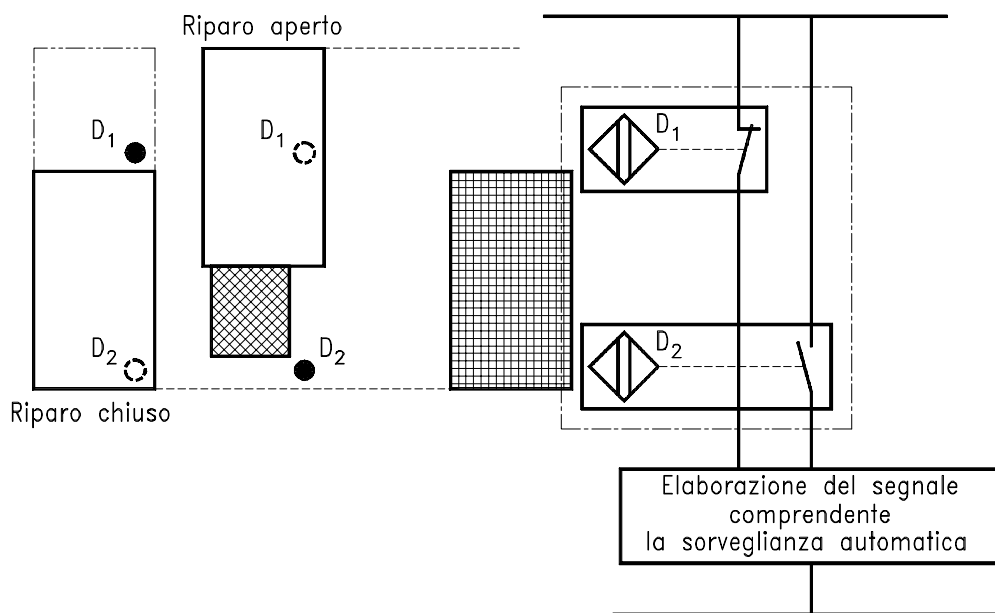 Riparo aperto
D1
D1
D1
D2
D2
D2
Riparo chiuso
Elaborazione del segnale
comprendente
la sorveglianza automatica